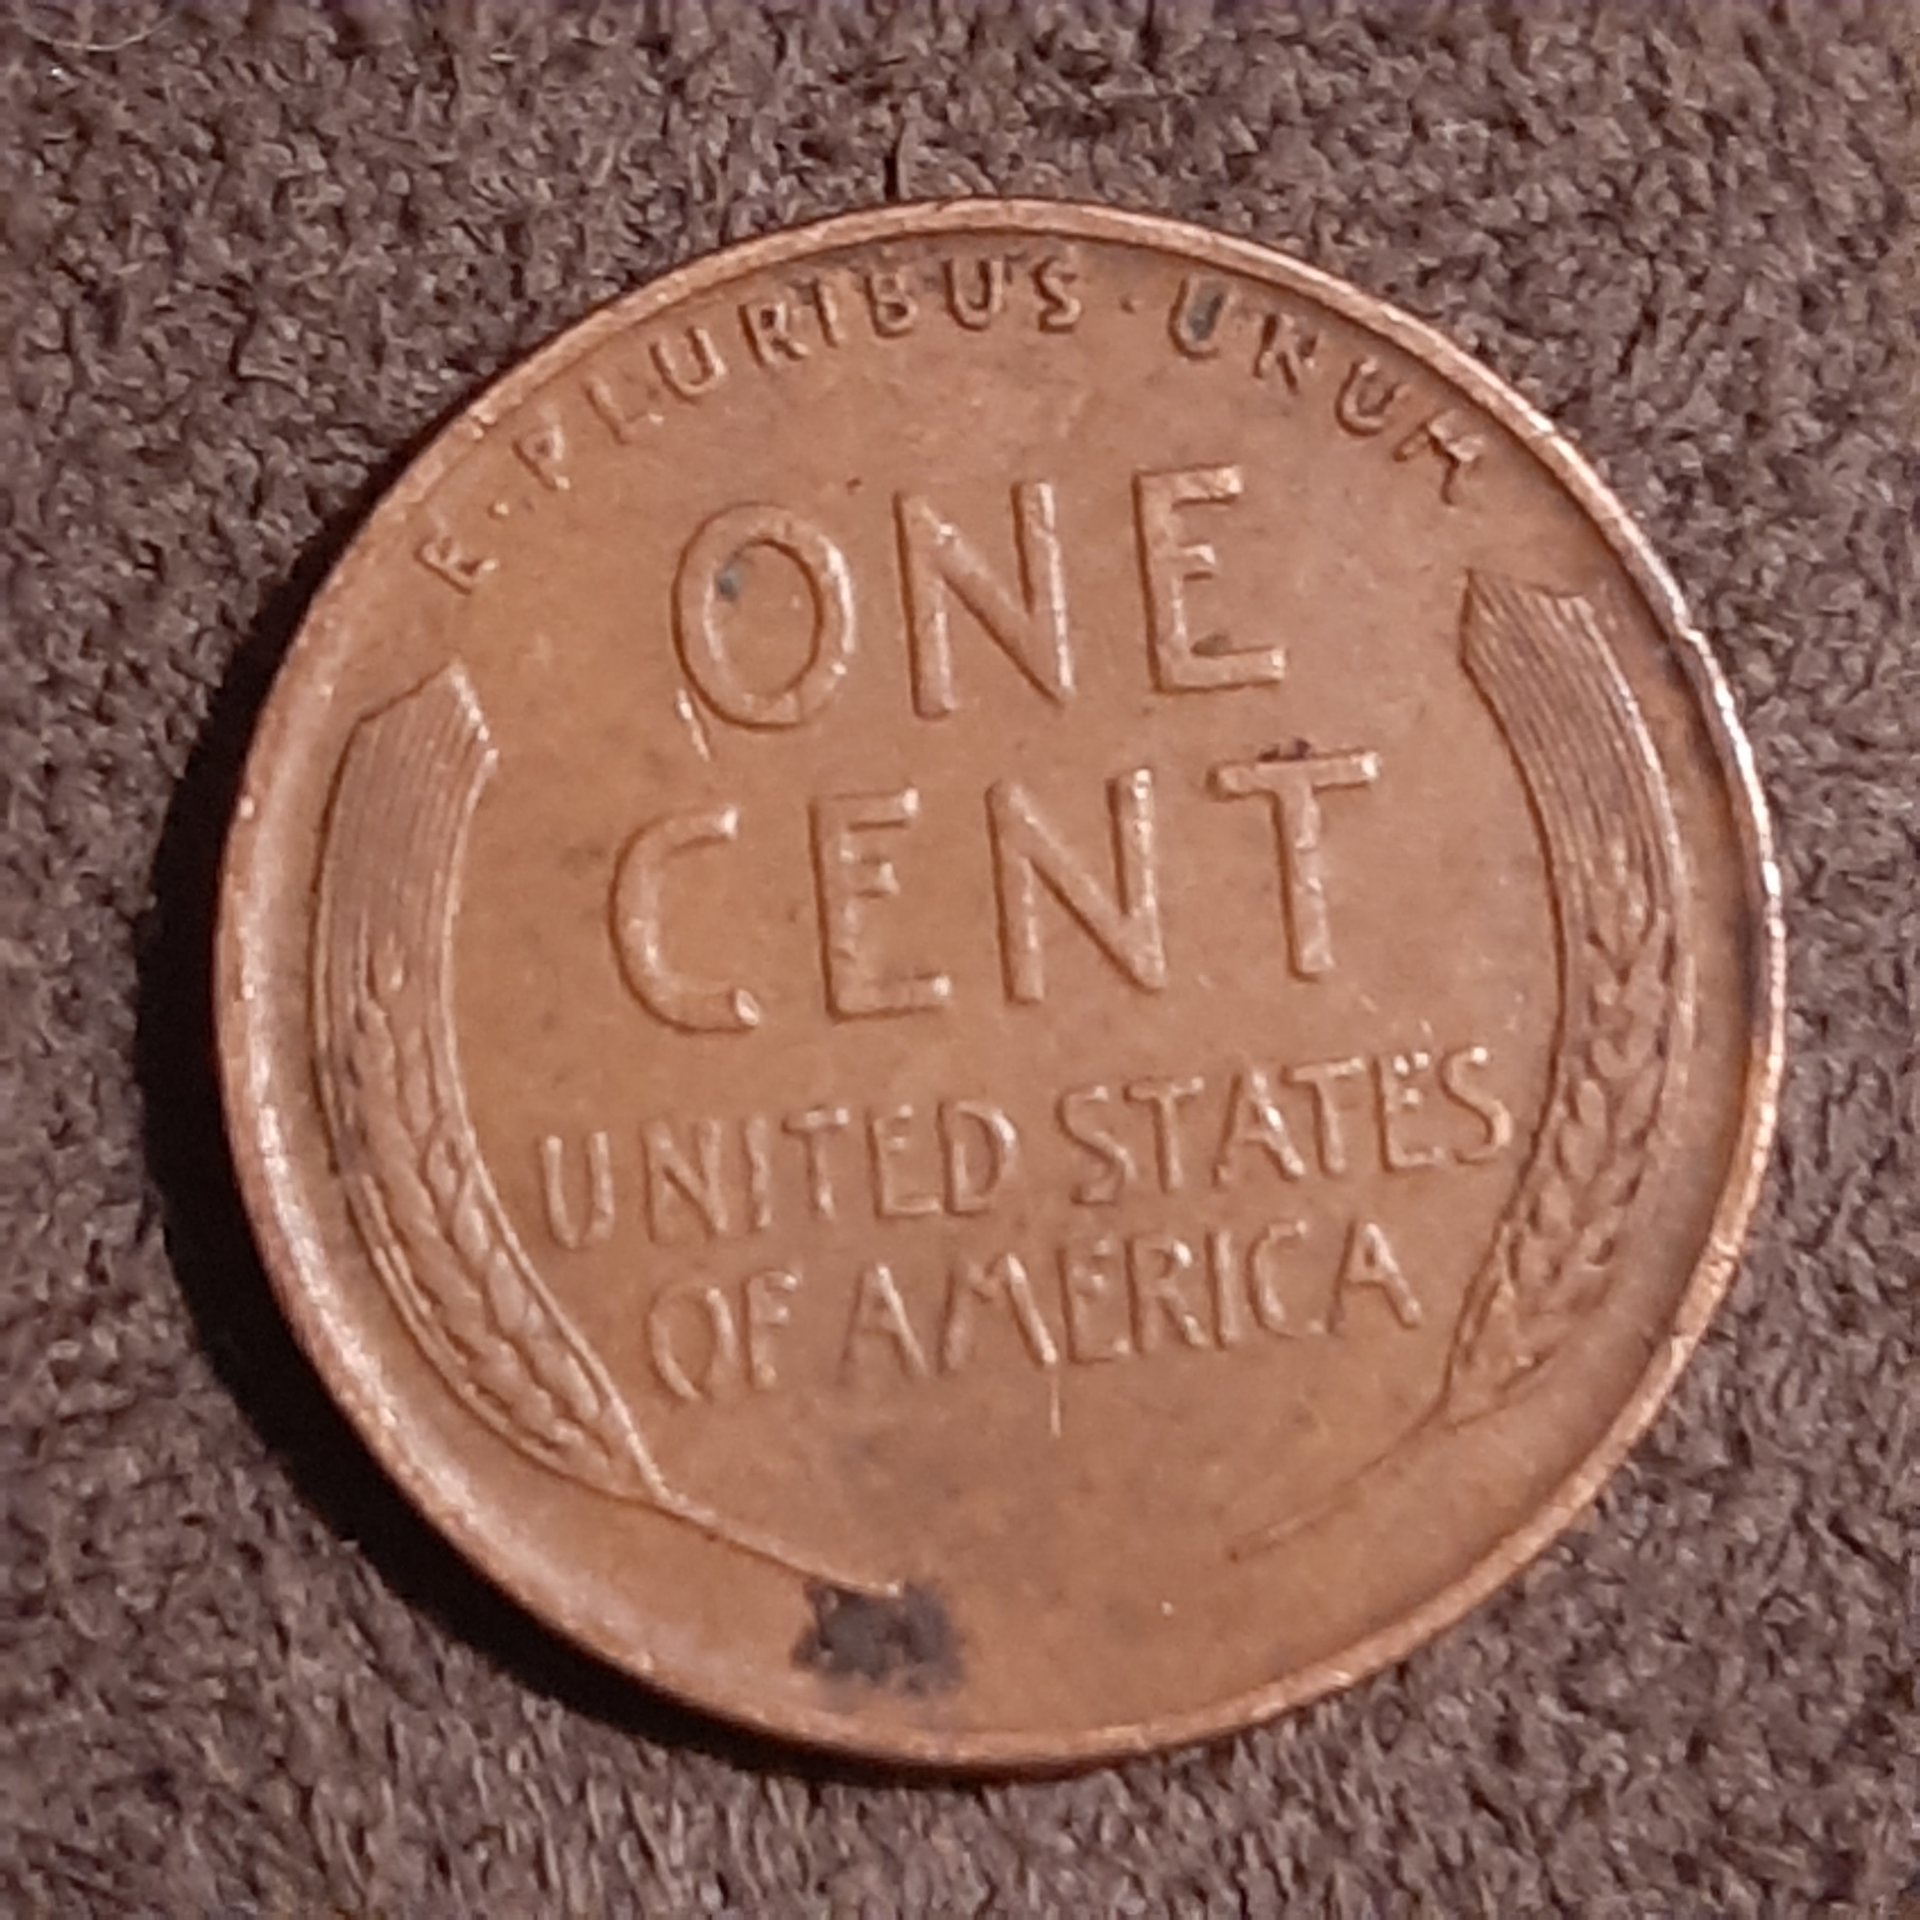 E·PLURIBUS·UNUM
ONE
CENT
UNITED STATES
OF AMERICA